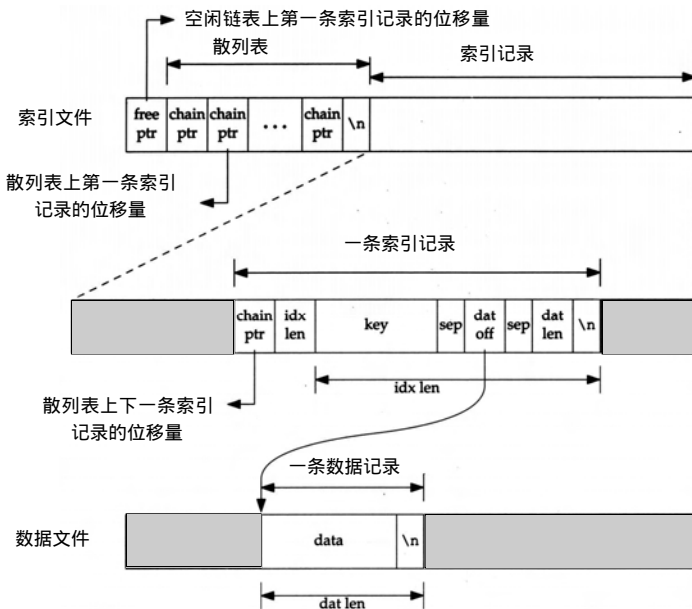 空闲链表上第一条索引记录的位移量
散列表
索引记录
索引文件
free ptr
chain ptr
chain ptr
...
chain ptr
\n
散列表上第一条索引
记录的位移量
一条索引记录
chain ptr
idx len
key
sep
dat off
sep
dat len
\n
idx len
散列表上下一条索引
记录的位移量
一条数据记录
数据文件
data
\n
dat len